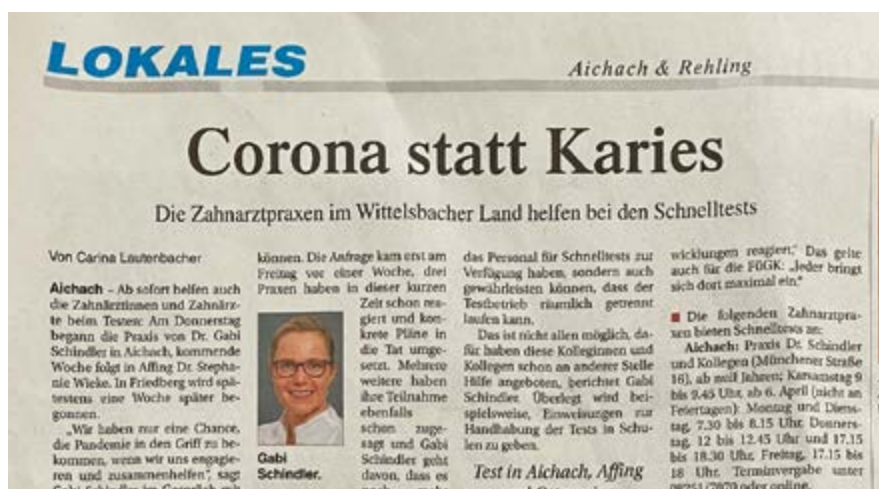 LOKALES
Aichach & Rehling
Corona statt Karies
Die Zahnarztpraxen im Wittelsbacher Land helfen bei den Schnelltests
Von Carina Lautenbacher
Aichach – Ab sofort helfen auch
die Zahnärztinnen und Zahnärz-
te beim Testen: Am Donnerstag
begann die Praxis von Dr. Gabi
Schindler in Aichach, kommende
Woche folgt in Affing Dr. Stepha-
nie Wieke. In Friedberg wird spä-
testens eine Woche später be-
gonnen.
„Wir haben nur eine Chance,
die Pandemie in den Griff zu be-
kommen, wenn wir uns engagie-
ren und zusammenhelfen“, sagt
Gabi Schindler im Gespräch mit
können. Die Anfrage kam erst am
Freitag vor einer Woche, drei
Praxen haben in dieser kurzen
Zeit schon rea-
giert und kon-
krete Pläne in
die Tat umge-
setzt. Mehrere
weitere haben
ihre Teilnahme
ebenfalls
schon zuge-
sagt und Gabi
Schindler geht
davon, dass es
Gabi
Schindler.
das Personal für Schnelltests zur
Verfügung haben, sondern auch
gewährleisten können, dass der
Testbetrieb räumlich getrennt
laufen kann.
Das ist nicht allen möglich, da-
für haben diese Kolleginnen und
Kollegen schon an anderer Stelle
Hilfe angeboten, berichtet Gabi
Schindler. Überlegt wird bei-
spielsweise, Einweisungen zur
Handhabung der Tests in Schu-
len zu geben.
Test in Aichach, Affing
wicklungen reagiert.“ Das gelte
auch für die FDGK: „Jeder bringt
sich dort maximal ein.“
■ Die folgenden Zahnarztpra-
xen bieten Schnelltests an:
Aichach: Praxis Dr. Schindler
und Kollegen (Münchener Straße
16), ab zwölf Jahren; Karsamstag 9
bis 9.45 Uhr, ab 6. April (nicht an
Feiertagen): Montag und Diens-
tag, 7.30 bis 8.15 Uhr, Donners-
tag, 12 bis 12.45 Uhr und 17.15
bis 18.30 Uhr, Freitag, 17.15 bis
18 Uhr. Terminvergabe unter
08251/7070 oder online.